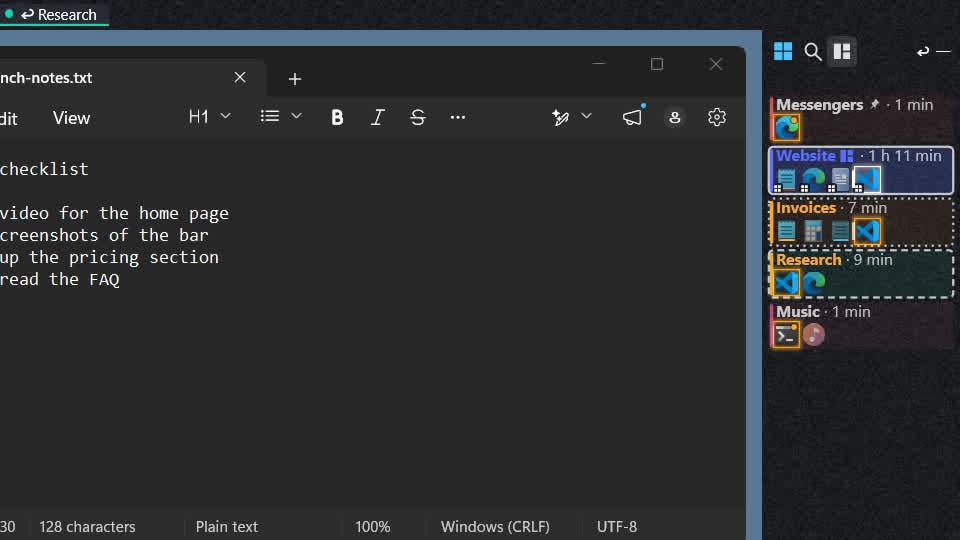 Research
nch-notes.txt
dit View H1
checklist
video for the home page
creenshots of the bar
up the pricing section
read the FAQ
30 128 characters Plain text 100% Windows (CRLF) UTF-8
Messengers · 1 min
Website · 1 h 11 min
Invoices · 7 min
Research · 9 min
Music · 1 min